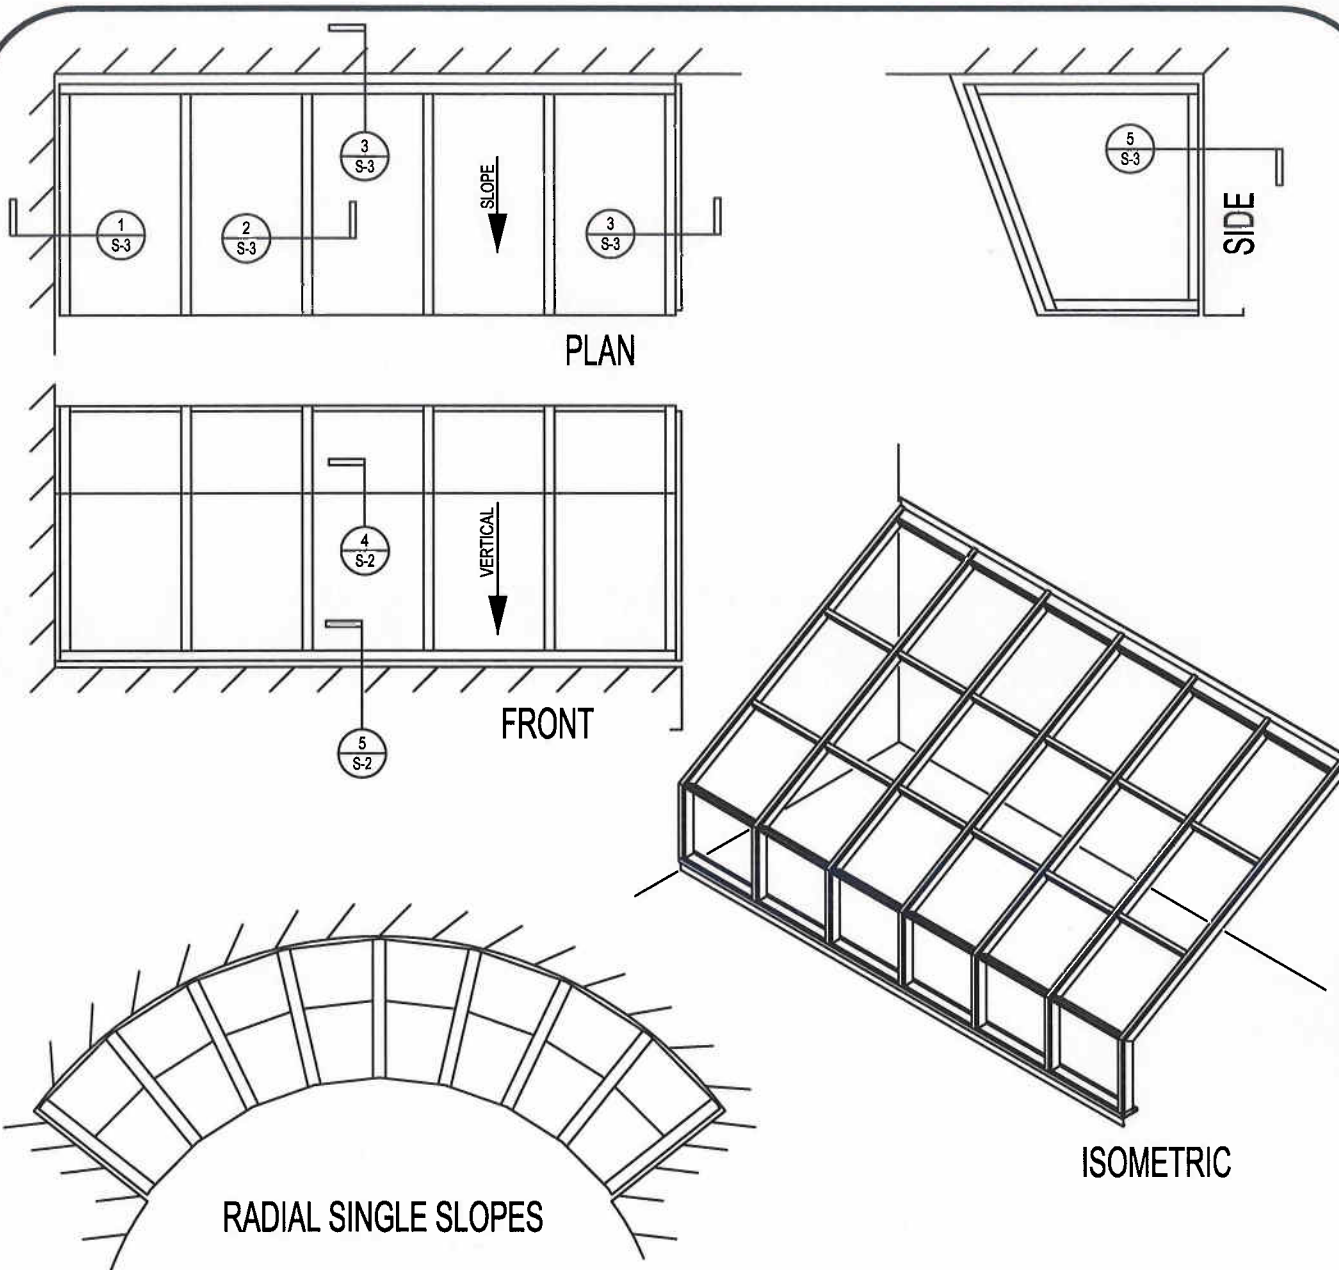 3
S-3
SLOPE
1
S-3
2
S-3
3
S-3
PLAN
5
S-3
SIDE
4
S-2
VERTICAL
5
S-2
FRONT
ISOMETRIC
RADIAL SINGLE SLOPES